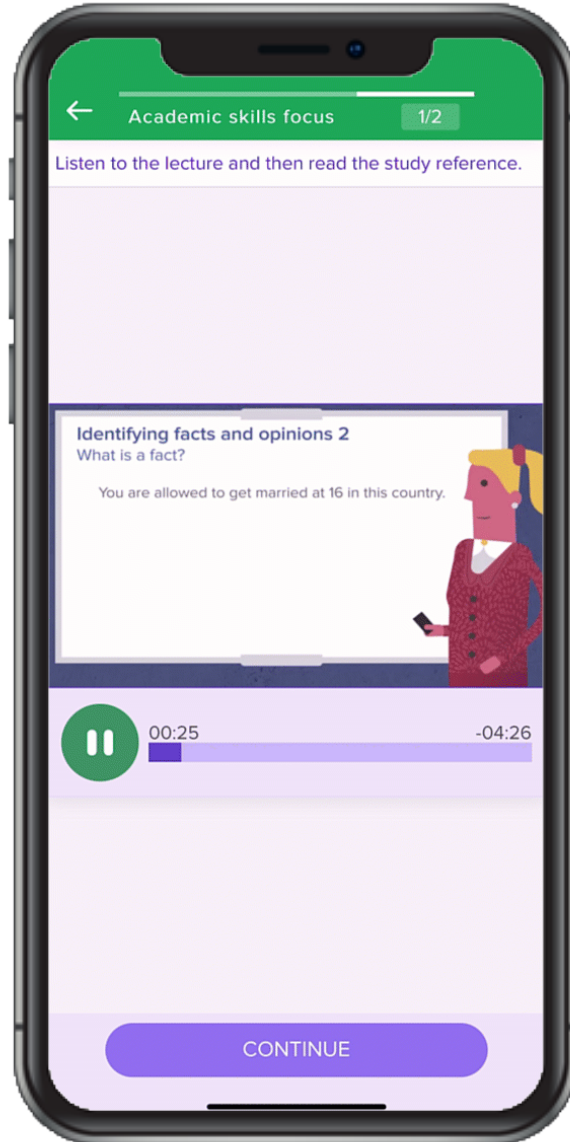 Academic skills focus
1/2
Listen to the lecture and then read the study reference.
Identifying facts and opinions 2
What is a fact?
You are allowed to get married at 16 in this country.
00:25
-04:26
CONTINUE